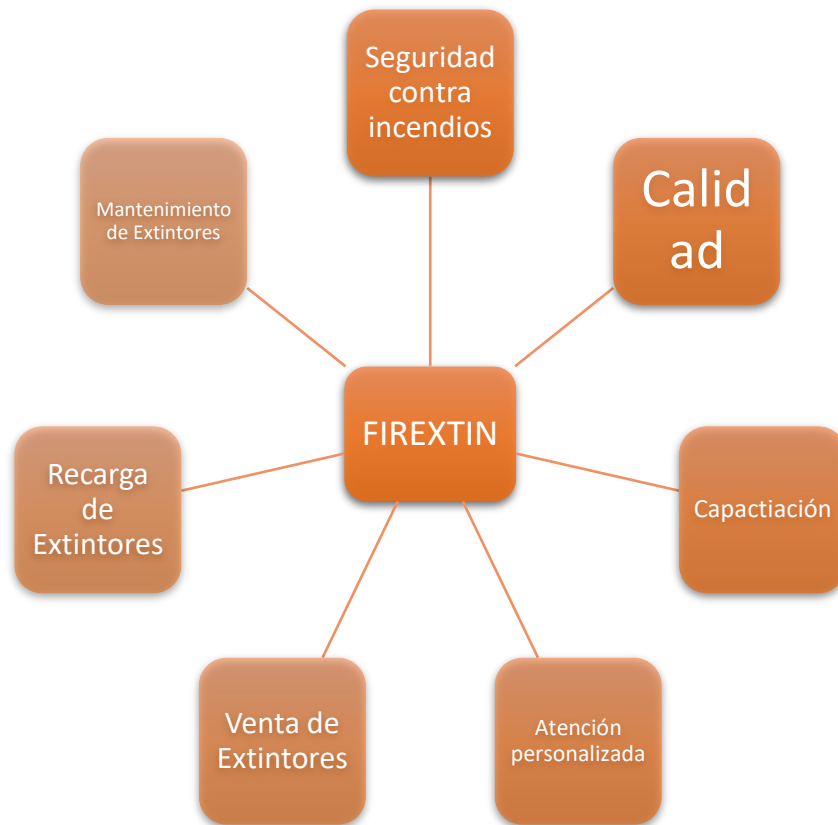 Seguridad
contra
incendios
Calid
ad
Capactiación
Atención
personalizada
Venta de
Extintores
Recarga
de
Extintores
Mantenimiento
de Extintores
FIREXTIN